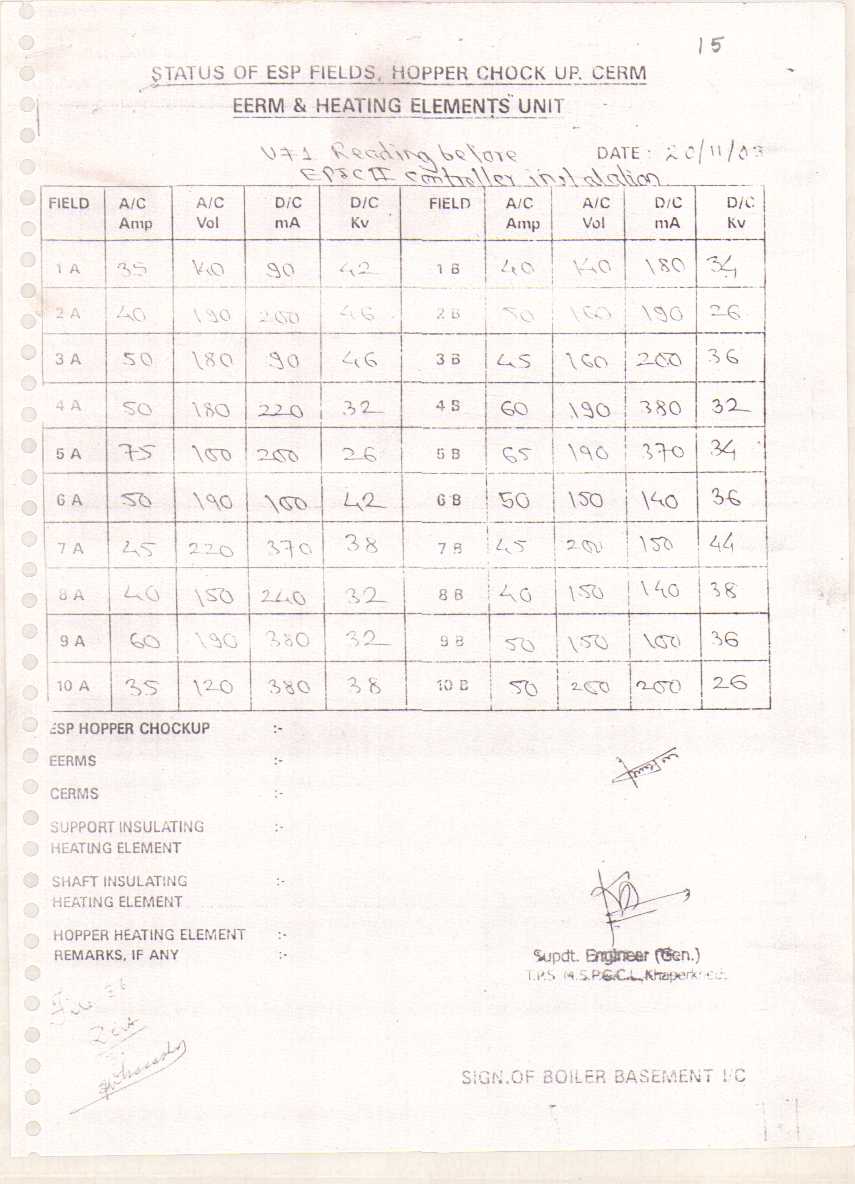 15
STATUS OF ESP FIELDS, HOPPER CHOCK UP. CERM
EERM & HEATING ELEMENTS UNIT
U#1 Reading before DATE : 20/11/03
EPSCII controller instalation
FIELD A/C Amp A/C Vol D/C mA D/C Kv FIELD A/C Amp A/C Vol D/C mA D/C Kv
1 A 35 140 90 42 1 B 40 140 180 34
2 A 40 190 200 46 2 B 50 160 190 26
3 A 50 180 90 46 3 B 45 160 200 36
4 A 50 180 220 32 4 B 60 190 380 32
5 A 75 100 200 26 5 B 65 190 370 34
6 A 50 190 100 42 6 B 50 150 140 36
7 A 45 220 370 38 7 B 45 200 150 44
8 A 40 150 240 32 8 B 40 150 140 38
9 A 60 190 380 32 9 B 50 150 100 36
10 A 35 120 380 38 10 B 50 200 200 26
ESP HOPPER CHOCKUP :-
EERMS :-
CERMS :-
SUPPORT INSULATING :-
HEATING ELEMENT
SHAFT INSULATING :-
HEATING ELEMENT
HOPPER HEATING ELEMENT :-
REMARKS, IF ANY :-
Supdt. Engineer (Gen.)
T.P.S. M.S.P.G.C.L., Khaperkheda
SIGN.OF BOILER BASEMENT I/C